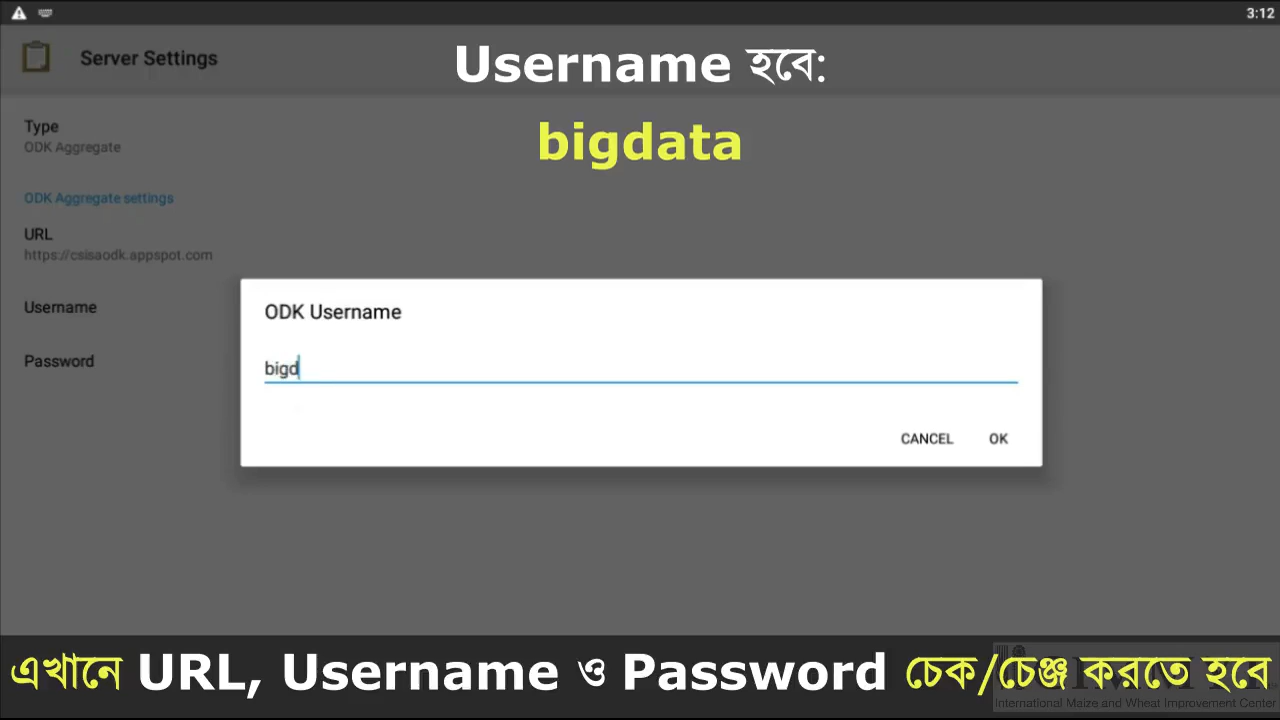 3:12
Server Settings
Username হবে:
bigdata
Type
ODK Aggregate
ODK Aggregate settings
URL
https://csisaodk.appspot.com
Username
Password
ODK Username
bigd
CANCEL OK
এখানে URL, Username ও Password চেক/চেঞ্জ করতে হবে
CIMMYT
International Maize and Wheat Improvement Center